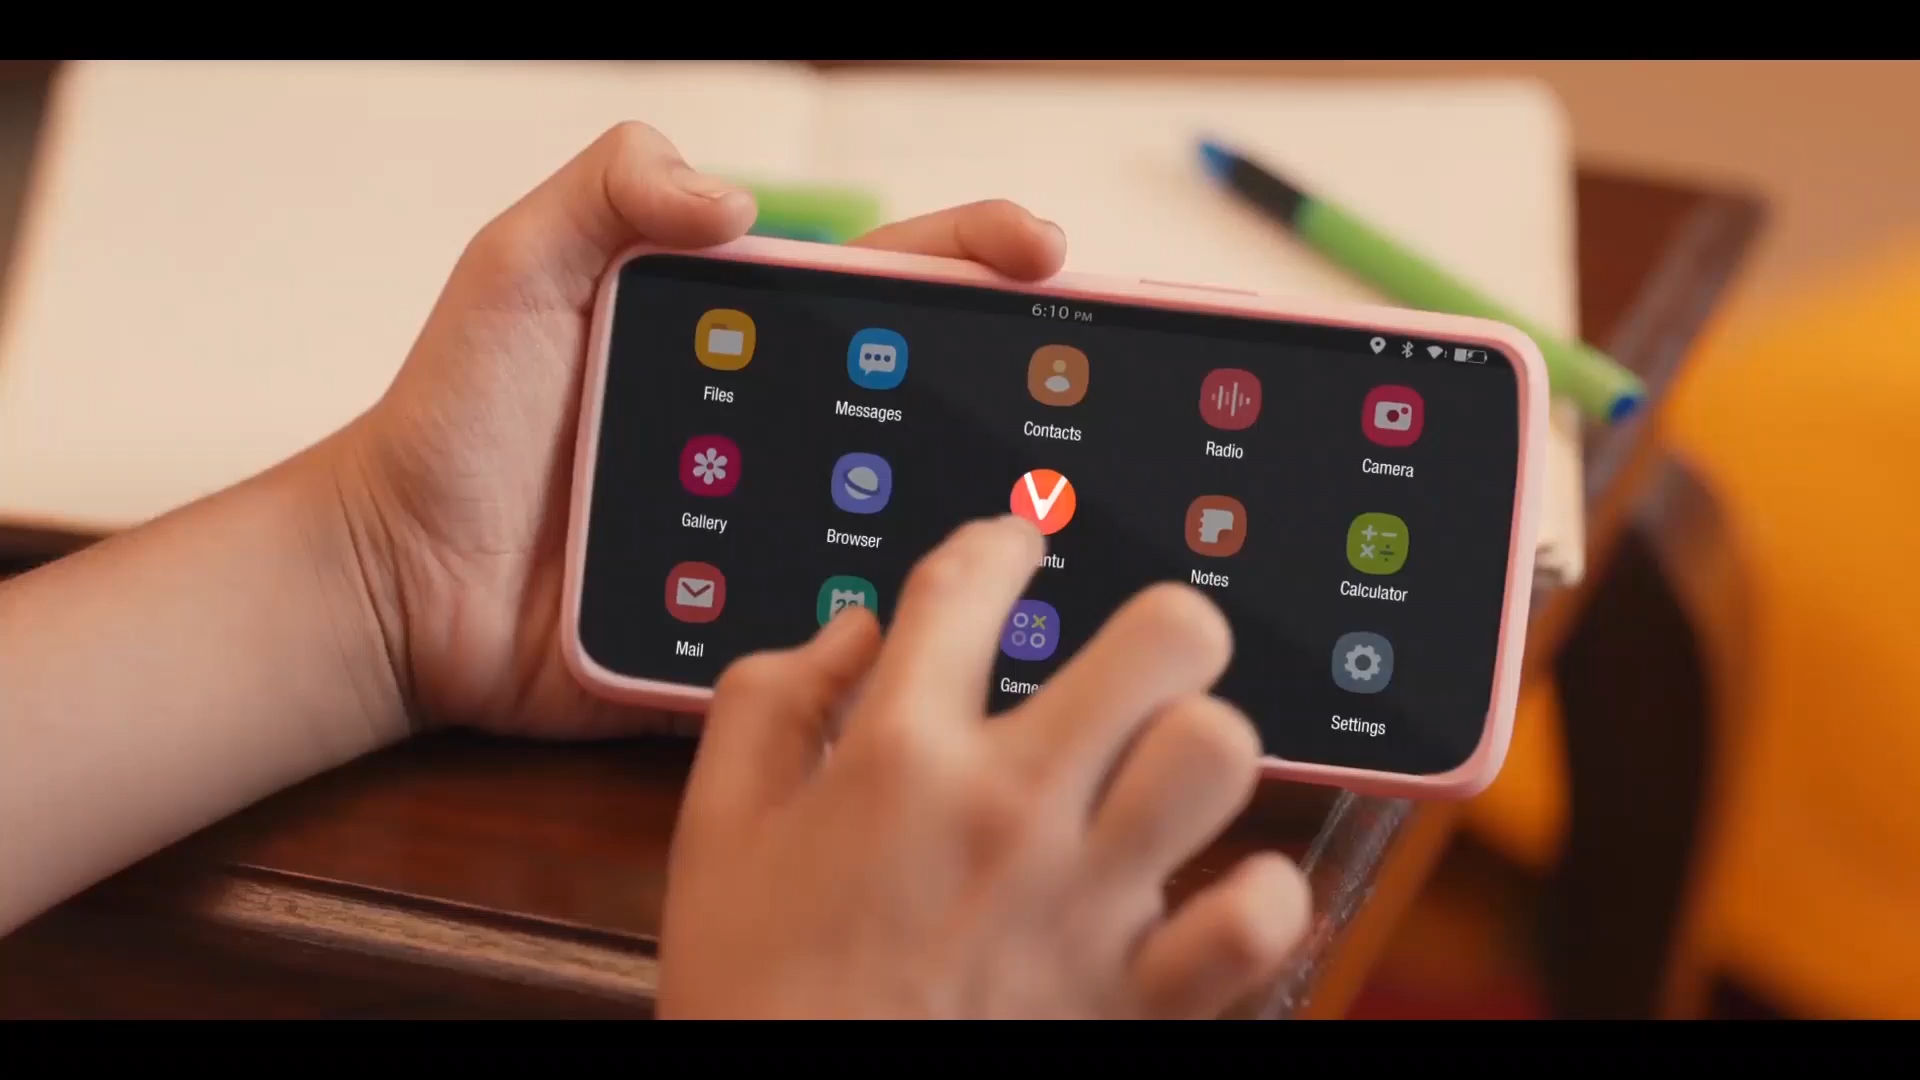 6:10 PM
Files
Messages
Contacts
Radio
Camera
Gallery
Browser
Notes
Calculator
Mail
Settings